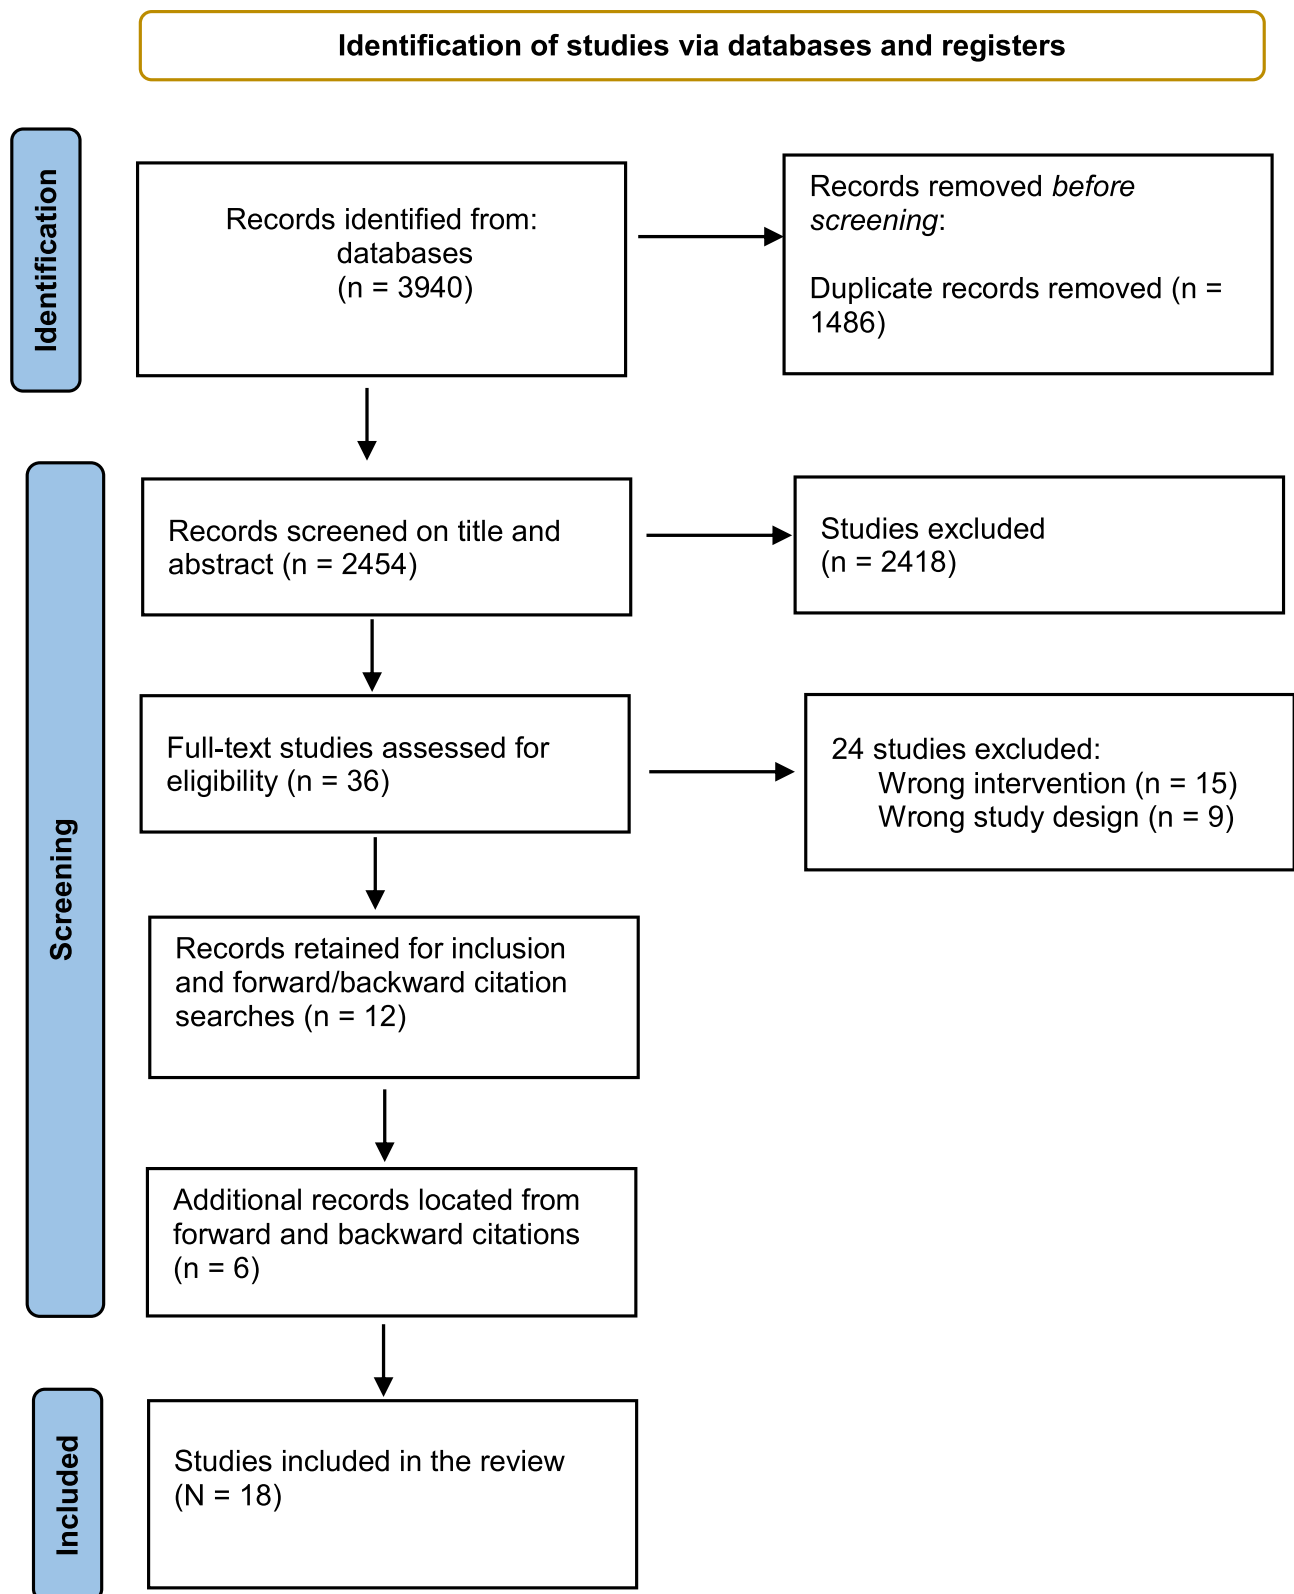 Identification of studies via databases and registers
Identification
Records identified from:
databases
(n = 3940)
Records removed before
screening:
Duplicate records removed (n =
1486)
Screening
Records screened on title and
abstract (n = 2454)
Studies excluded
(n = 2418)
Full-text studies assessed for
eligibility (n = 36)
24 studies excluded:
Wrong intervention (n = 15)
Wrong study design (n = 9)
Records retained for inclusion
and forward/backward citation
searches (n = 12)
Additional records located from
forward and backward citations
(n = 6)
Included
Studies included in the review
(N = 18)